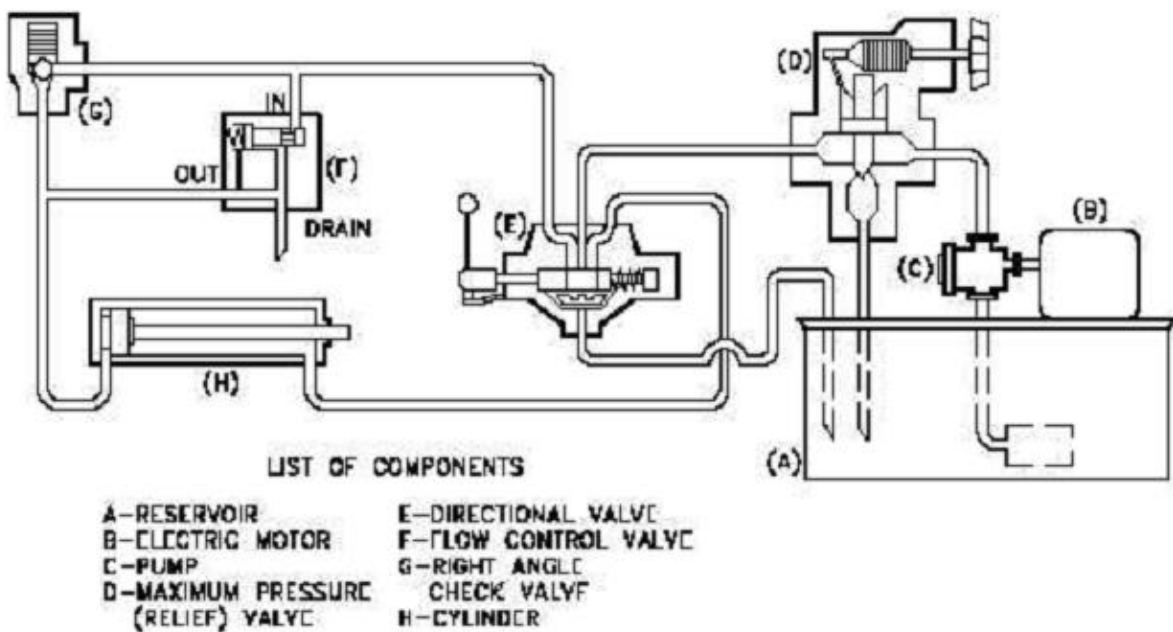 (G)
IN
OUT
(F)
DRAIN
(D)
(E)
(B)
(C)
(H)
(A)
LIST OF COMPONENTS
A-RESERVOIR
B-ELECTRIC MOTOR
C-PUMP
D-MAXIMUM PRESSURE
(RELIEF) VALVE
E-DIRECTIONAL VALVE
F-FLOW CONTROL VALVE
G-RIGHT ANGLE
CHECK VALVE
H-CYLINDER